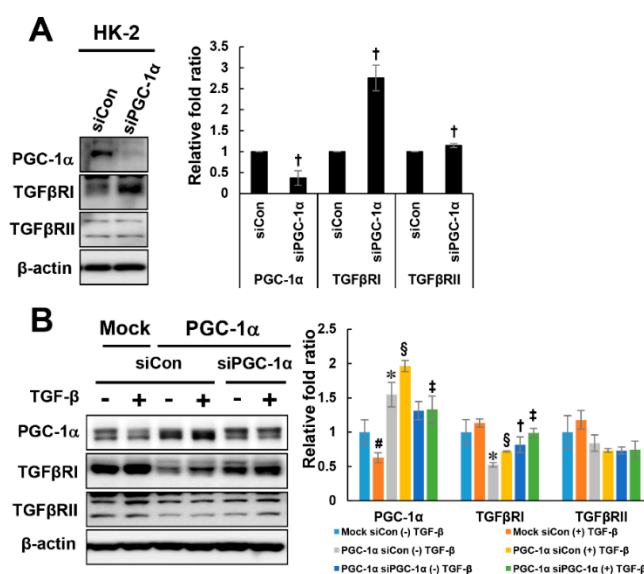 A
HK-2
siCon
siPGC-1α
PGC-1α
TGFβRI
TGFβRII
β-actin
Relative fold ratio
3.5
3
2.5
2
1.5
1
0.5
0
†
†
†
siCon
siPGC-1α
siCon
siPGC-1α
siCon
siPGC-1α
PGC-1α
TGFβRI
TGFβRII
B
Mock
PGC-1α
siCon
siPGC-1α
TGF-β
- + - + - +
PGC-1α
TGFβRI
TGFβRII
β-actin
Relative fold ratio
2.5
2
1.5
1
0.5
0
# * § ‡
* § † ‡
PGC-1α
TGFβRI
TGFβRII
Mock siCon (-) TGF-β
Mock siCon (+) TGF-β
PGC-1α siCon (-) TGF-β
PGC-1α siCon (+) TGF-β
PGC-1α siPGC-1α (-) TGF-β
PGC-1α siPGC-1α (+) TGF-β